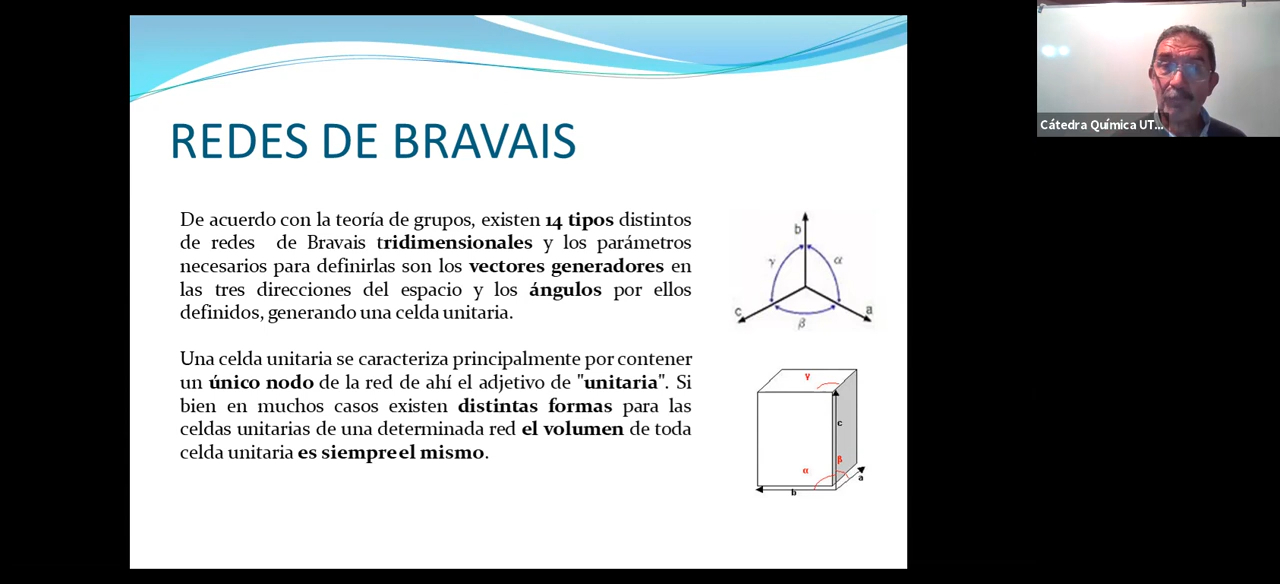 REDES DE BRAVAIS
De acuerdo con la teoría de grupos, existen 14 tipos distintos
de redes de Bravais tridimensionales y los parámetros
necesarios para definirlas son los vectores generadores en
las tres direcciones del espacio y los ángulos por ellos
definidos, generando una celda unitaria.
Una celda unitaria se caracteriza principalmente por contener
un único nodo de la red de ahí el adjetivo de "unitaria". Si
bien en muchos casos existen distintas formas para las
celdas unitarias de una determinada red el volumen de toda
celda unitaria es siempre el mismo.
b
γ
α
c
a
β
γ
c
α
β
a
b
Cátedra Química UT...